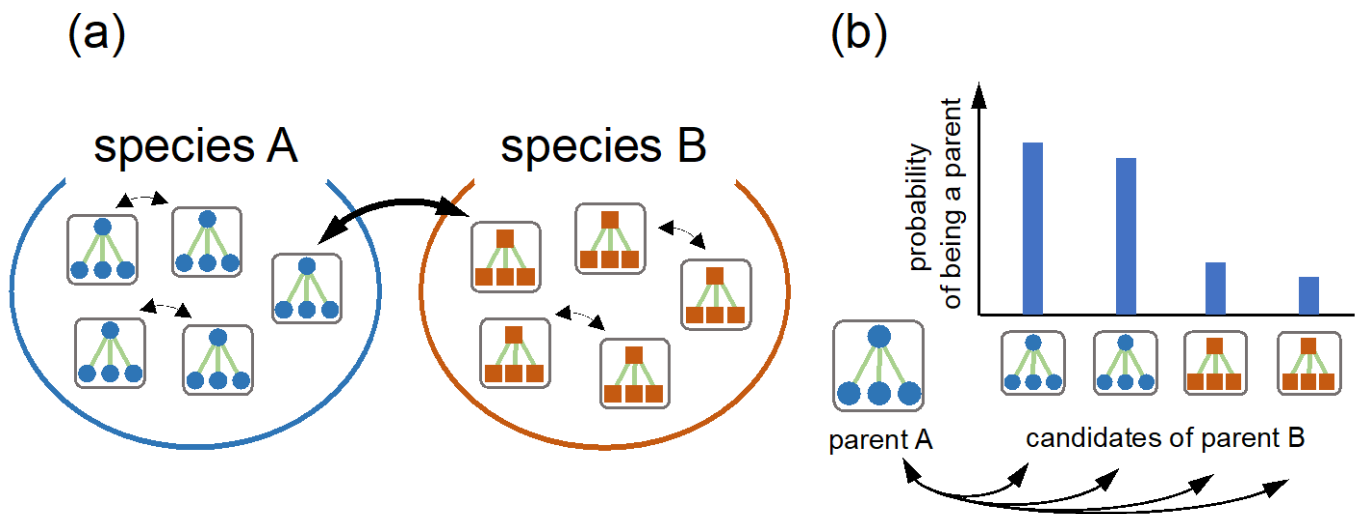 (a)
species A
species B
(b)
probability
of being a parent
parent A
candidates of parent B